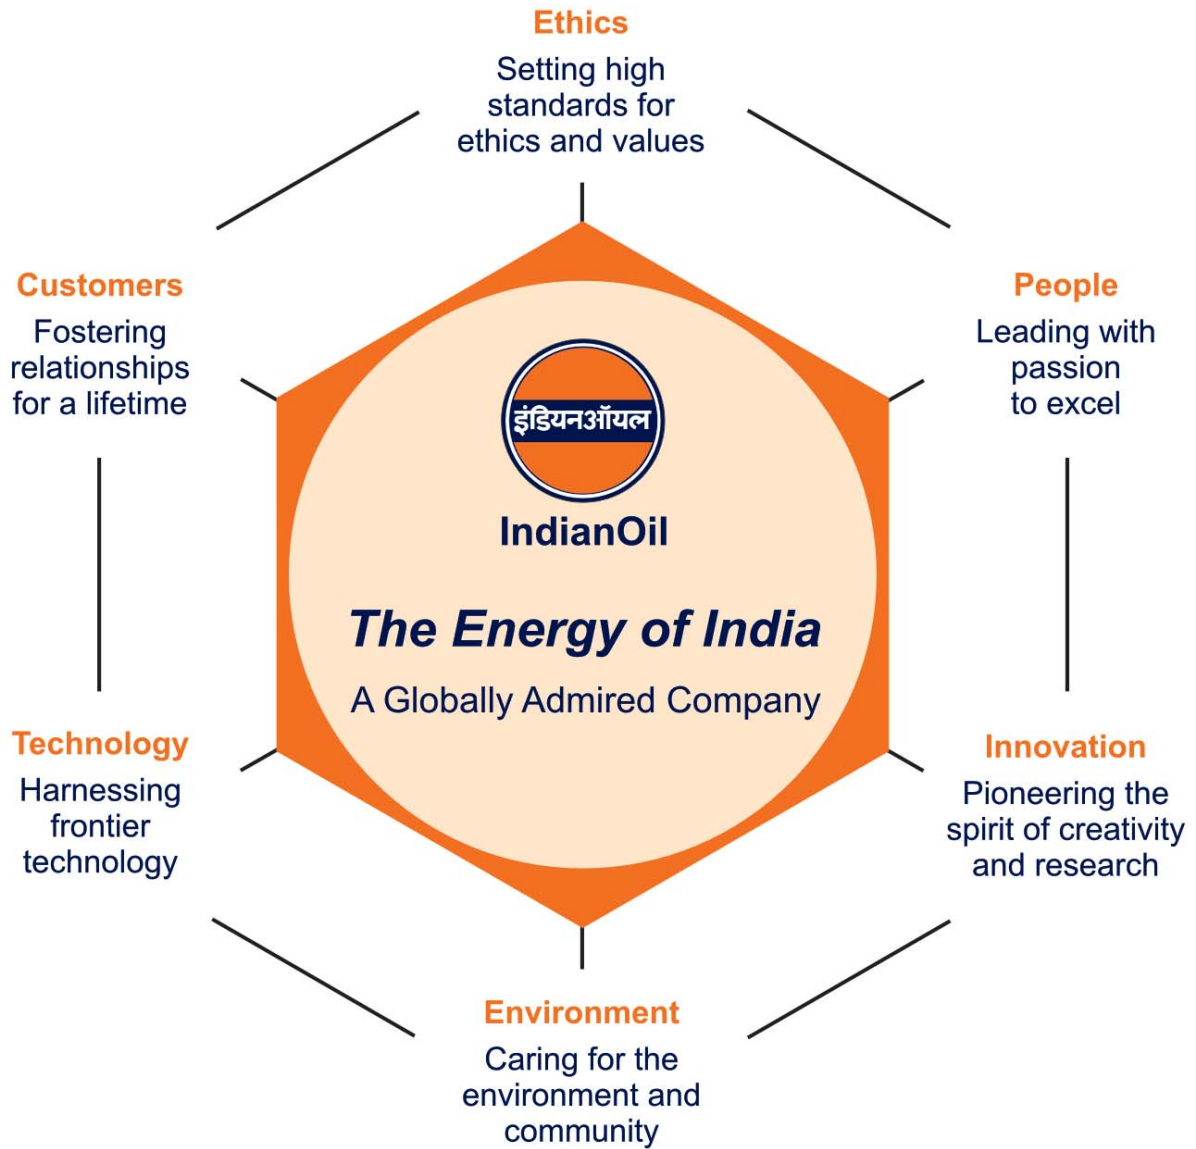 Ethics
Setting high
standards for
ethics and values
Customers
Fostering
relationships
for a lifetime
People
Leading with
passion
to excel
इंडियनऑयल
IndianOil
The Energy of India
A Globally Admired Company
Technology
Harnessing
frontier
technology
Innovation
Pioneering the
spirit of creativity
and research
Environment
Caring for the
environment and
community